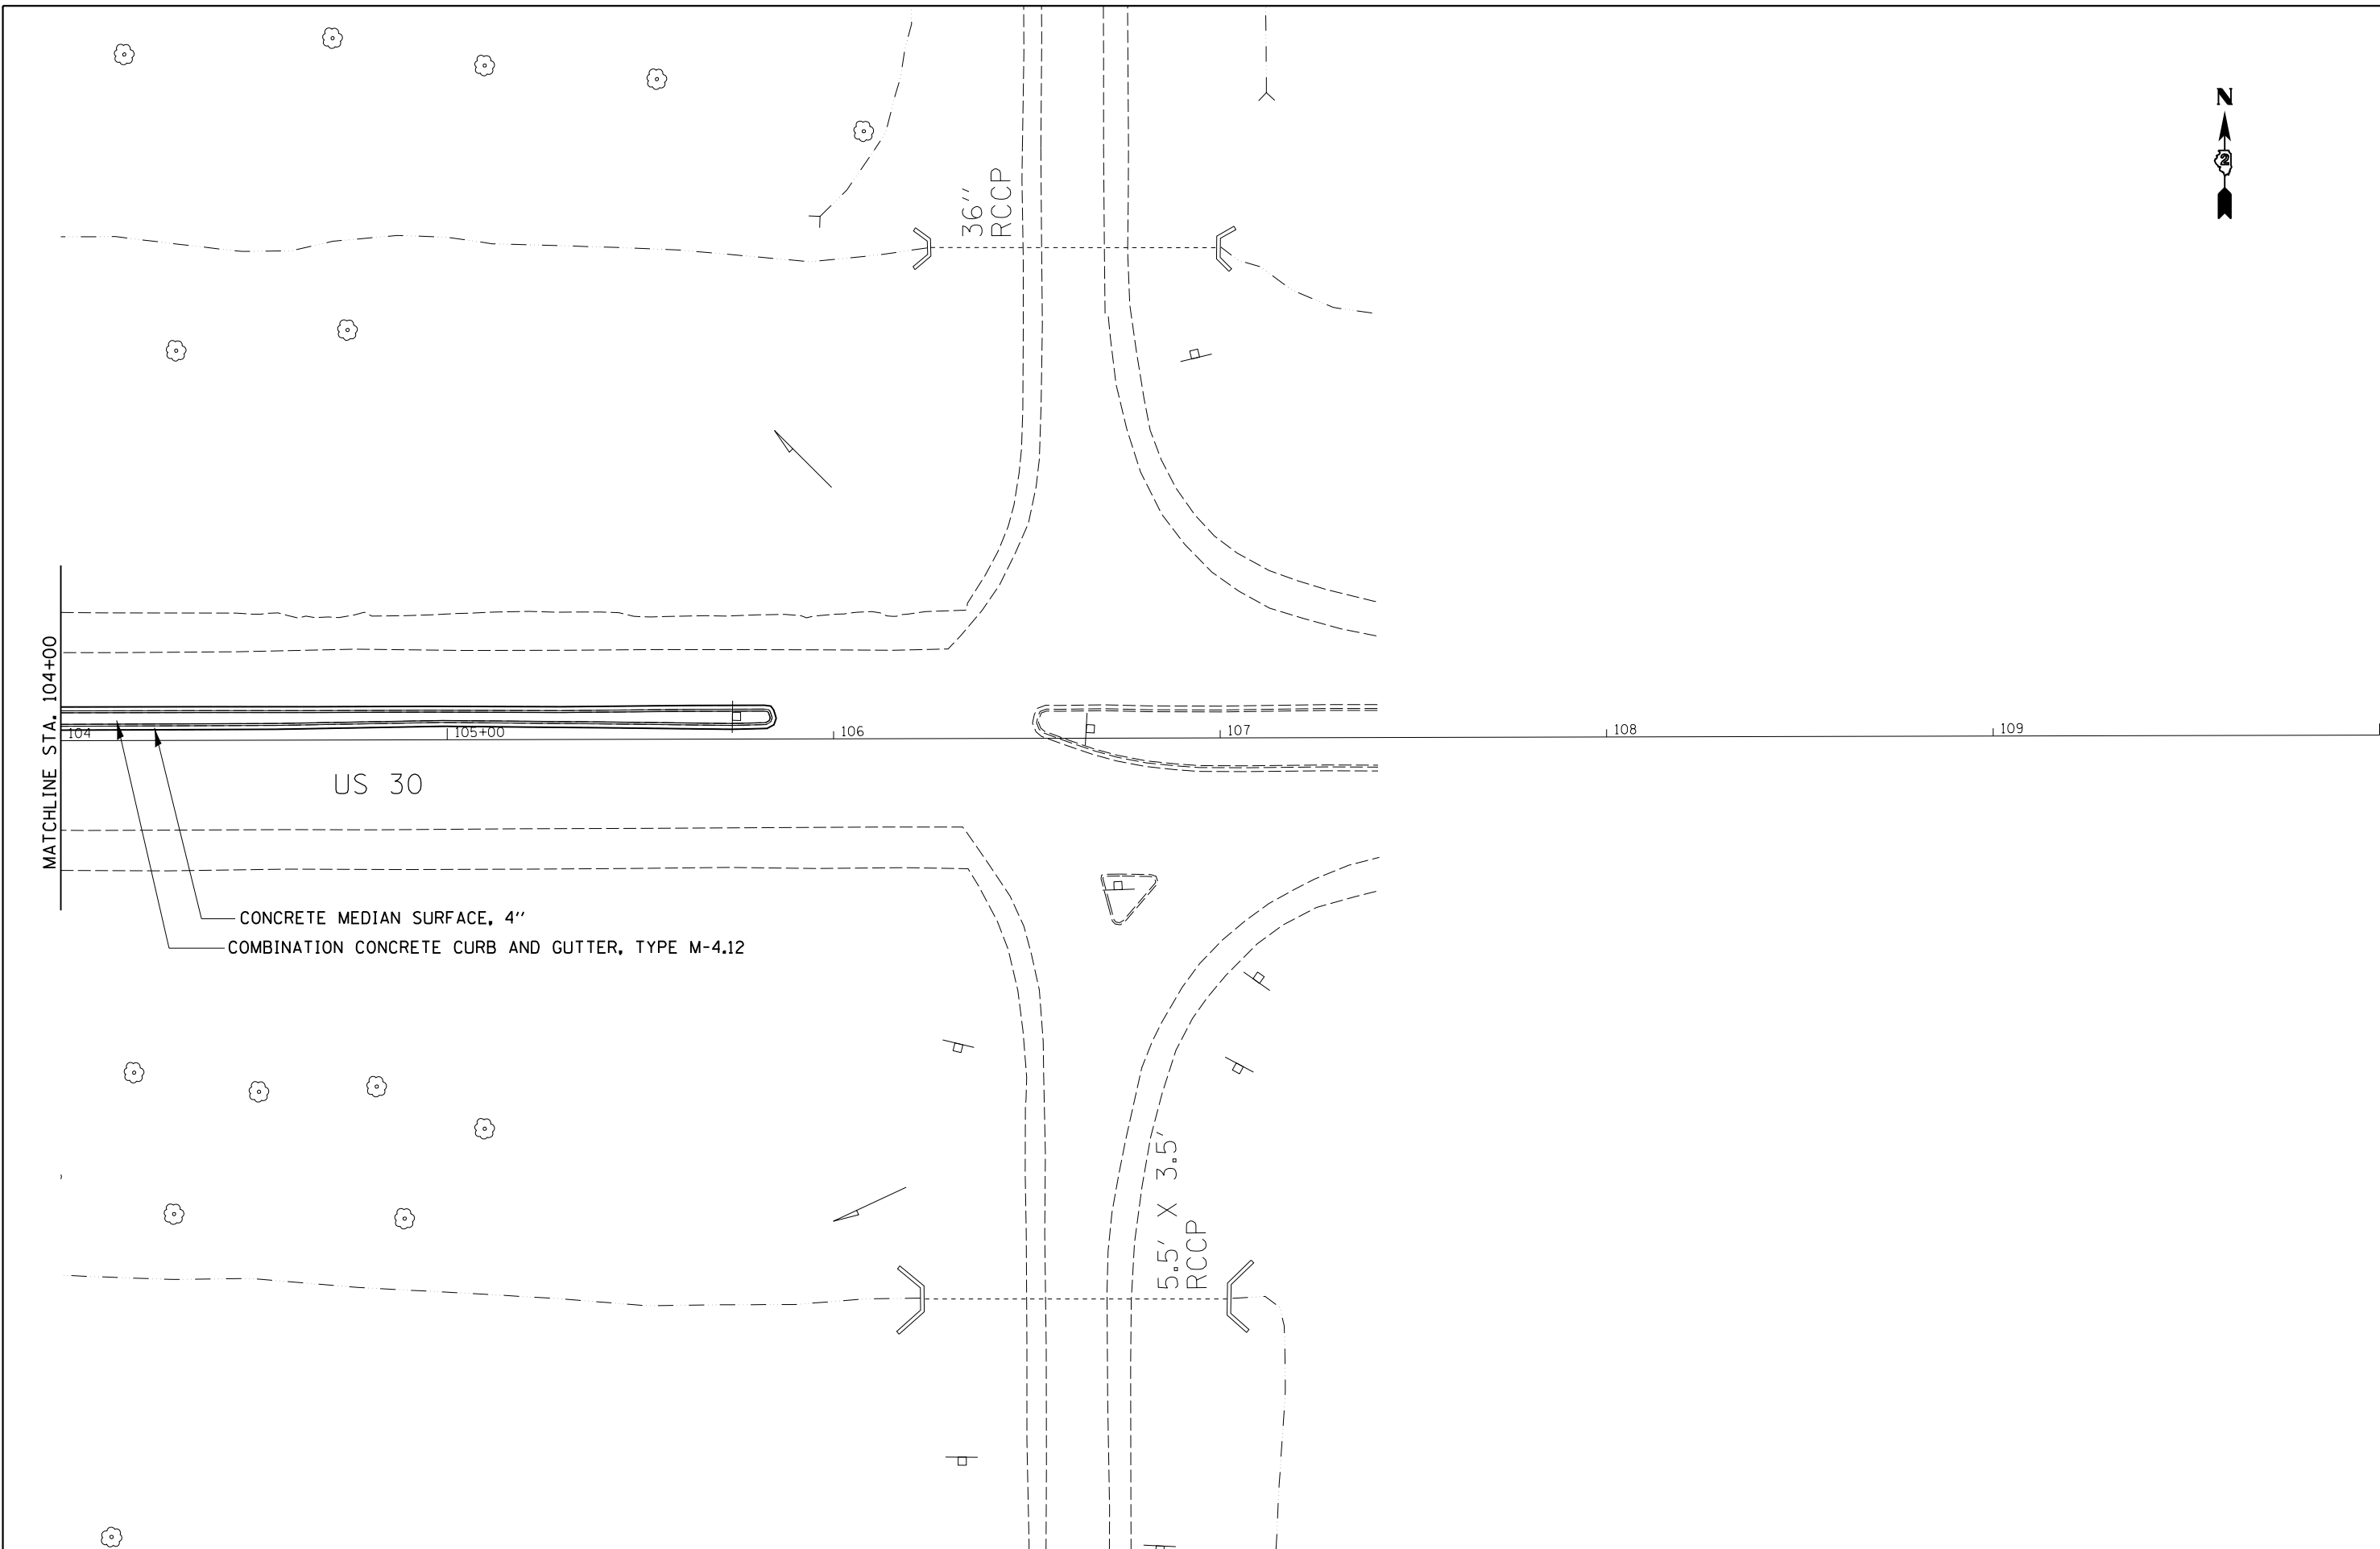 N
2
36"
RCCP
MATCHLINE STA. 104+00
104
105+00
106
107
108
109
US 30
CONCRETE MEDIAN SURFACE, 4"
COMBINATION CONCRETE CURB AND GUTTER, TYPE M-4.12
5.5' X 3.5'
RCCP